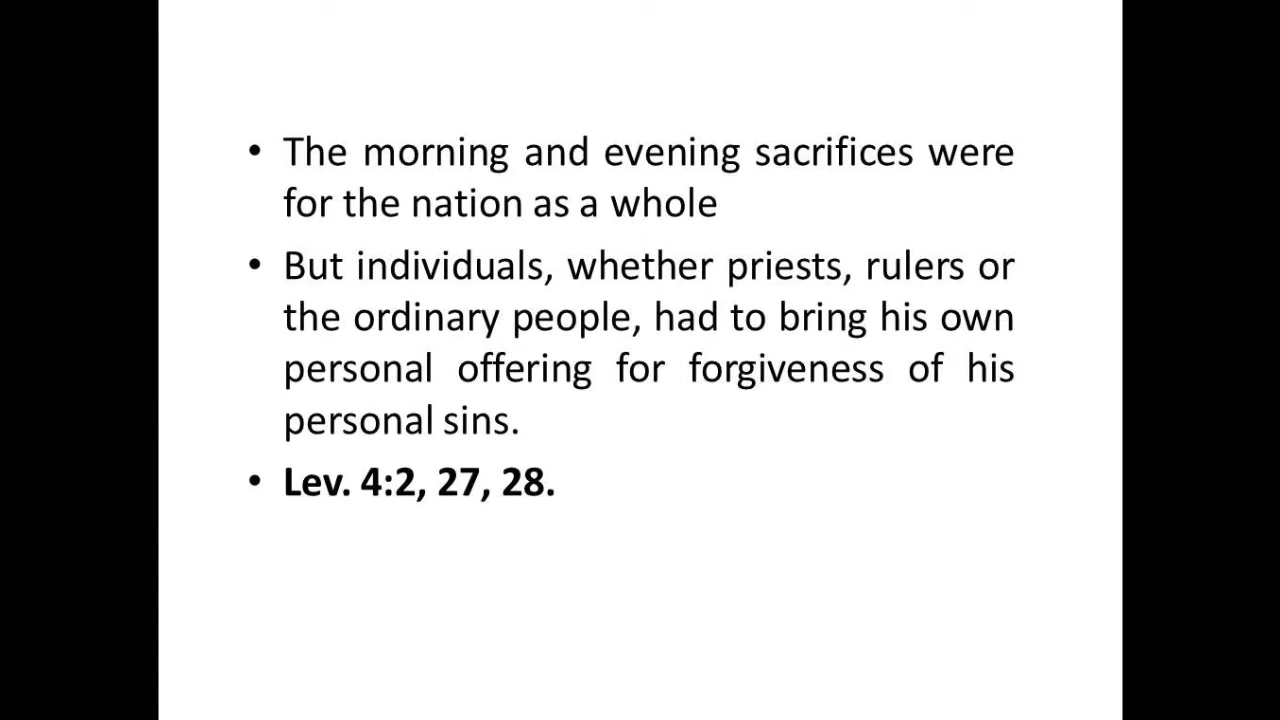 • The morning and evening sacrifices were
for the nation as a whole
• But individuals, whether priests, rulers or
the ordinary people, had to bring his own
personal offering for forgiveness of his
personal sins.
• Lev. 4:2, 27, 28.